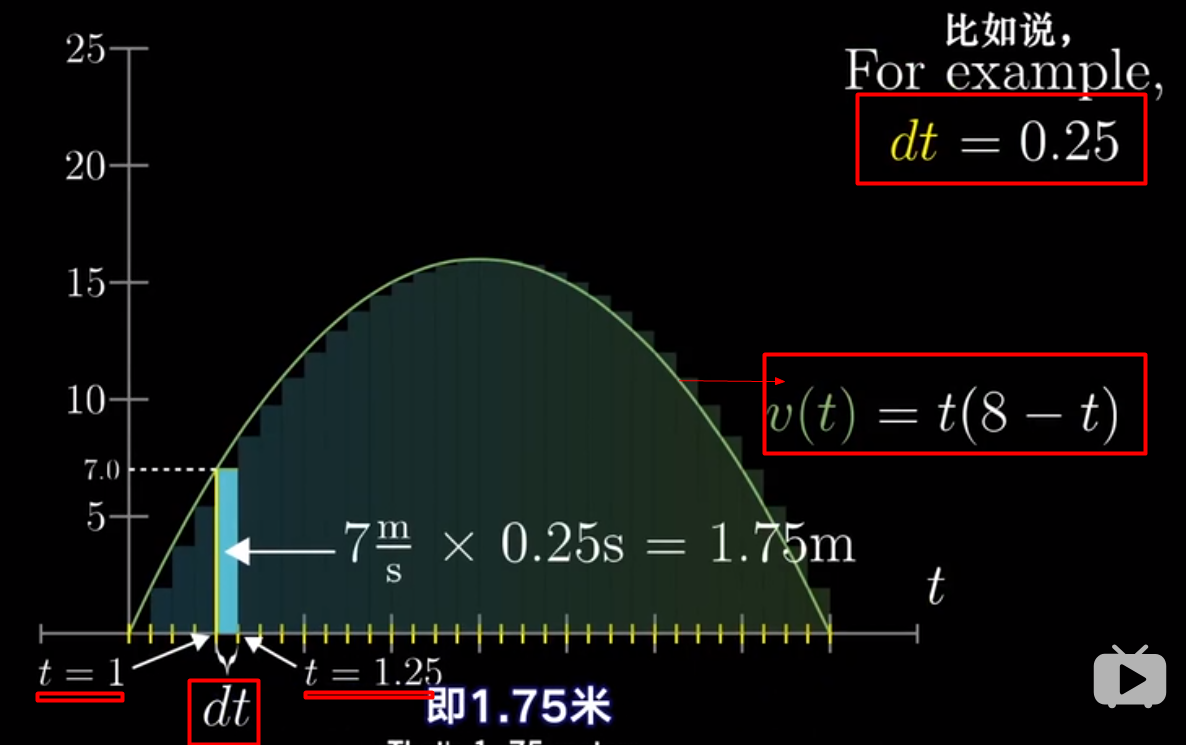 25
比如说，
For example,
dt = 0.25
20
15
10
v(t) = t(8 − t)
7.0
5
7 m/s × 0.25s = 1.75m
t
t = 1
t = 1.25
dt
即1.75米